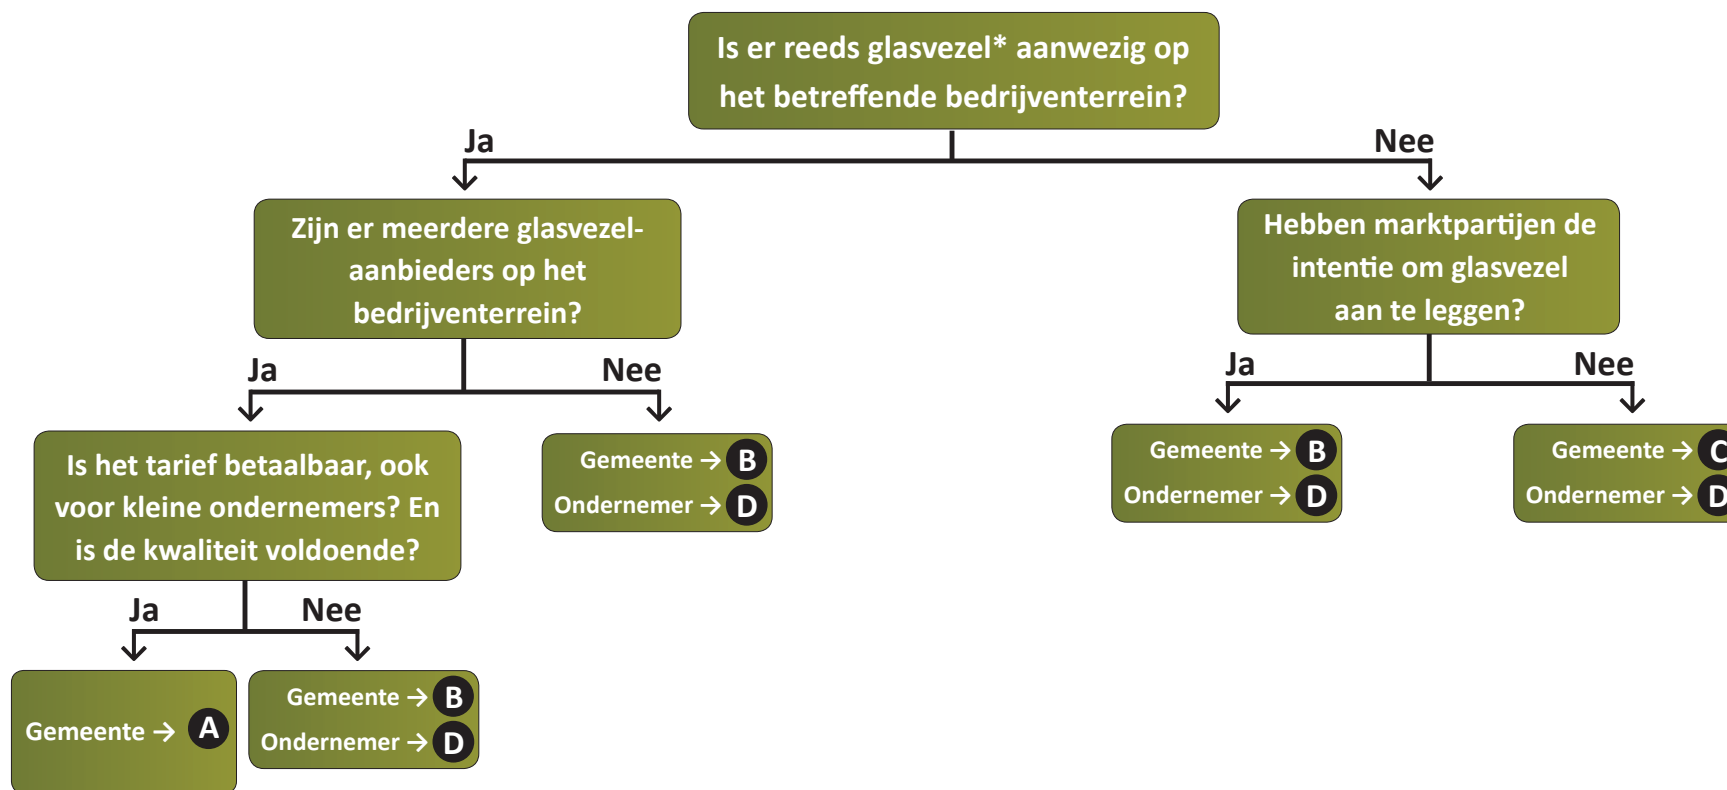 Is er reeds glasvezel* aanwezig op
het betreffende bedrijventerrein?
Ja
Nee
Zijn er meerdere glasvezel-
aanbieders op het
bedrijventerrein?
Hebben marktpartijen de
intentie om glasvezel
aan te leggen?
Ja
Nee
Ja
Nee
Is het tarief betaalbaar, ook
voor kleine ondernemers? En
is de kwaliteit voldoende?
Gemeente → B
Ondernemer → D
Gemeente → B
Ondernemer → D
Gemeente → C
Ondernemer → D
Ja
Nee
Gemeente → A
Gemeente → B
Ondernemer → D